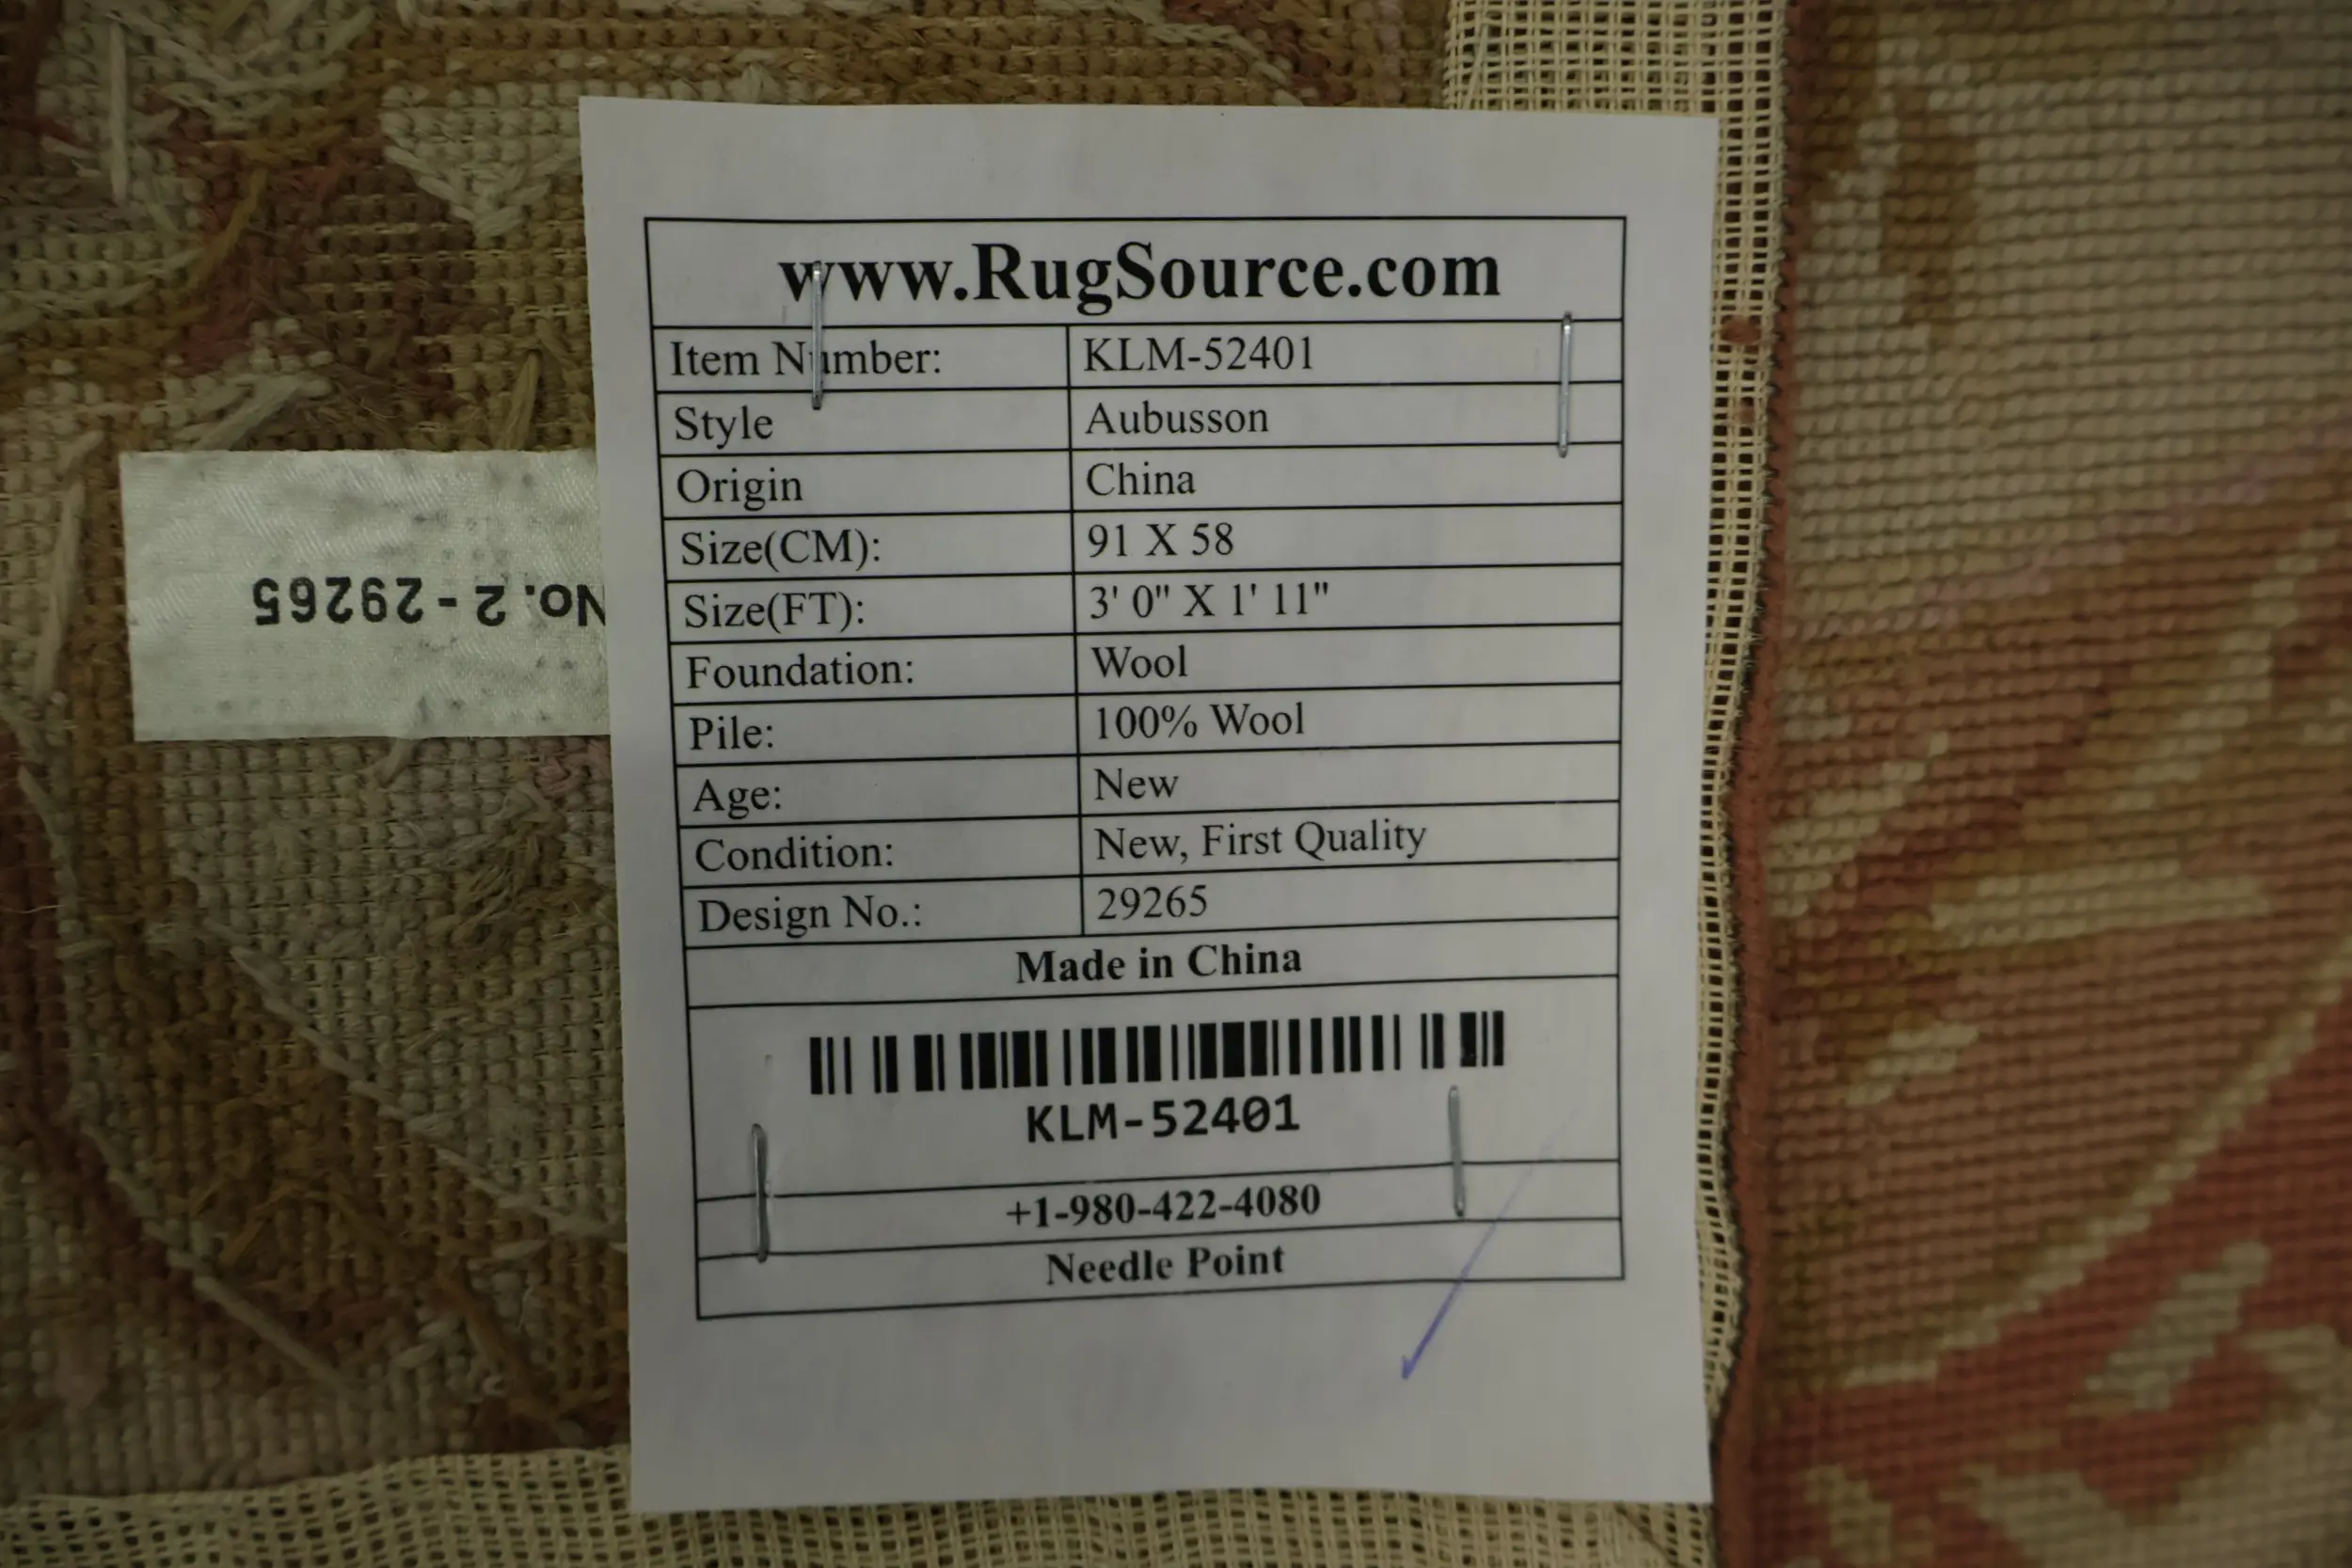 www.RugSource.com
Item Number: KLM-52401
Style Aubusson
Origin China
Size(CM): 91 X 58
Size(FT): 3' 0" X 1' 11"
Foundation: Wool
Pile: 100% Wool
Age: New
Condition: New, First Quality
Design No.: 29265
Made in China
KLM-52401
+1-980-422-4080
Needle Point
No. 2 - 29265